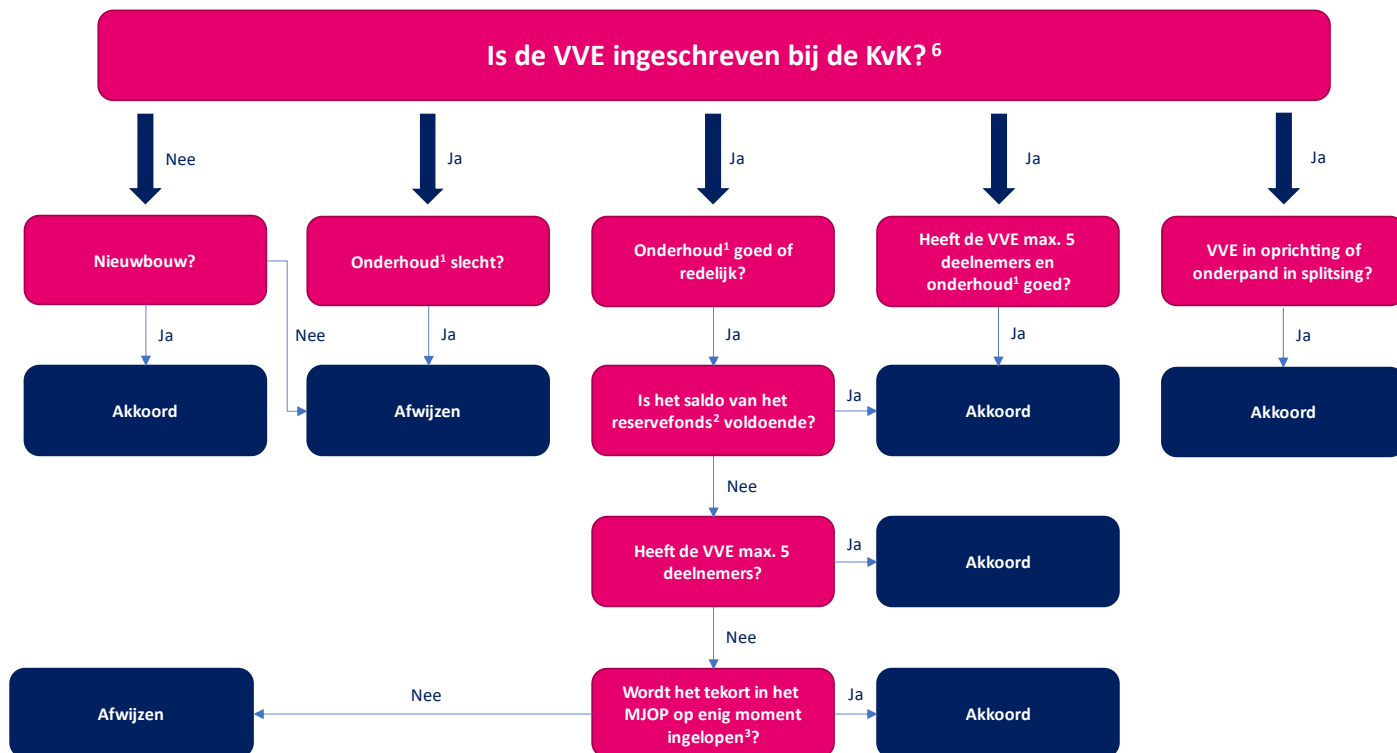 Is de VVE ingeschreven bij de KvK? ⁶
Nee
Ja
Ja
Ja
Ja
Nieuwbouw?
Onderhoud¹ slecht?
Onderhoud¹ goed of
redelijk?
Heeft de VVE max. 5
deelnemers en
onderhoud¹ goed?
VVE in oprichting of
onderpand in splitsing?
Ja
Nee
Ja
Ja
Ja
Ja
Akkoord
Afwijzen
Is het saldo van het
reservefonds² voldoende?
Ja
Akkoord
Akkoord
Nee
Heeft de VVE max. 5
deelnemers?
Ja
Akkoord
Nee
Afwijzen
Nee
Wordt het tekort in het
MJOP op enig moment
ingelopen³?
Ja
Akkoord